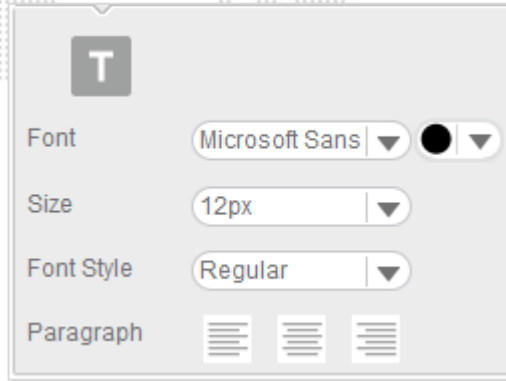 T
Font Microsoft Sans
Size 12px
Font Style Regular
Paragraph